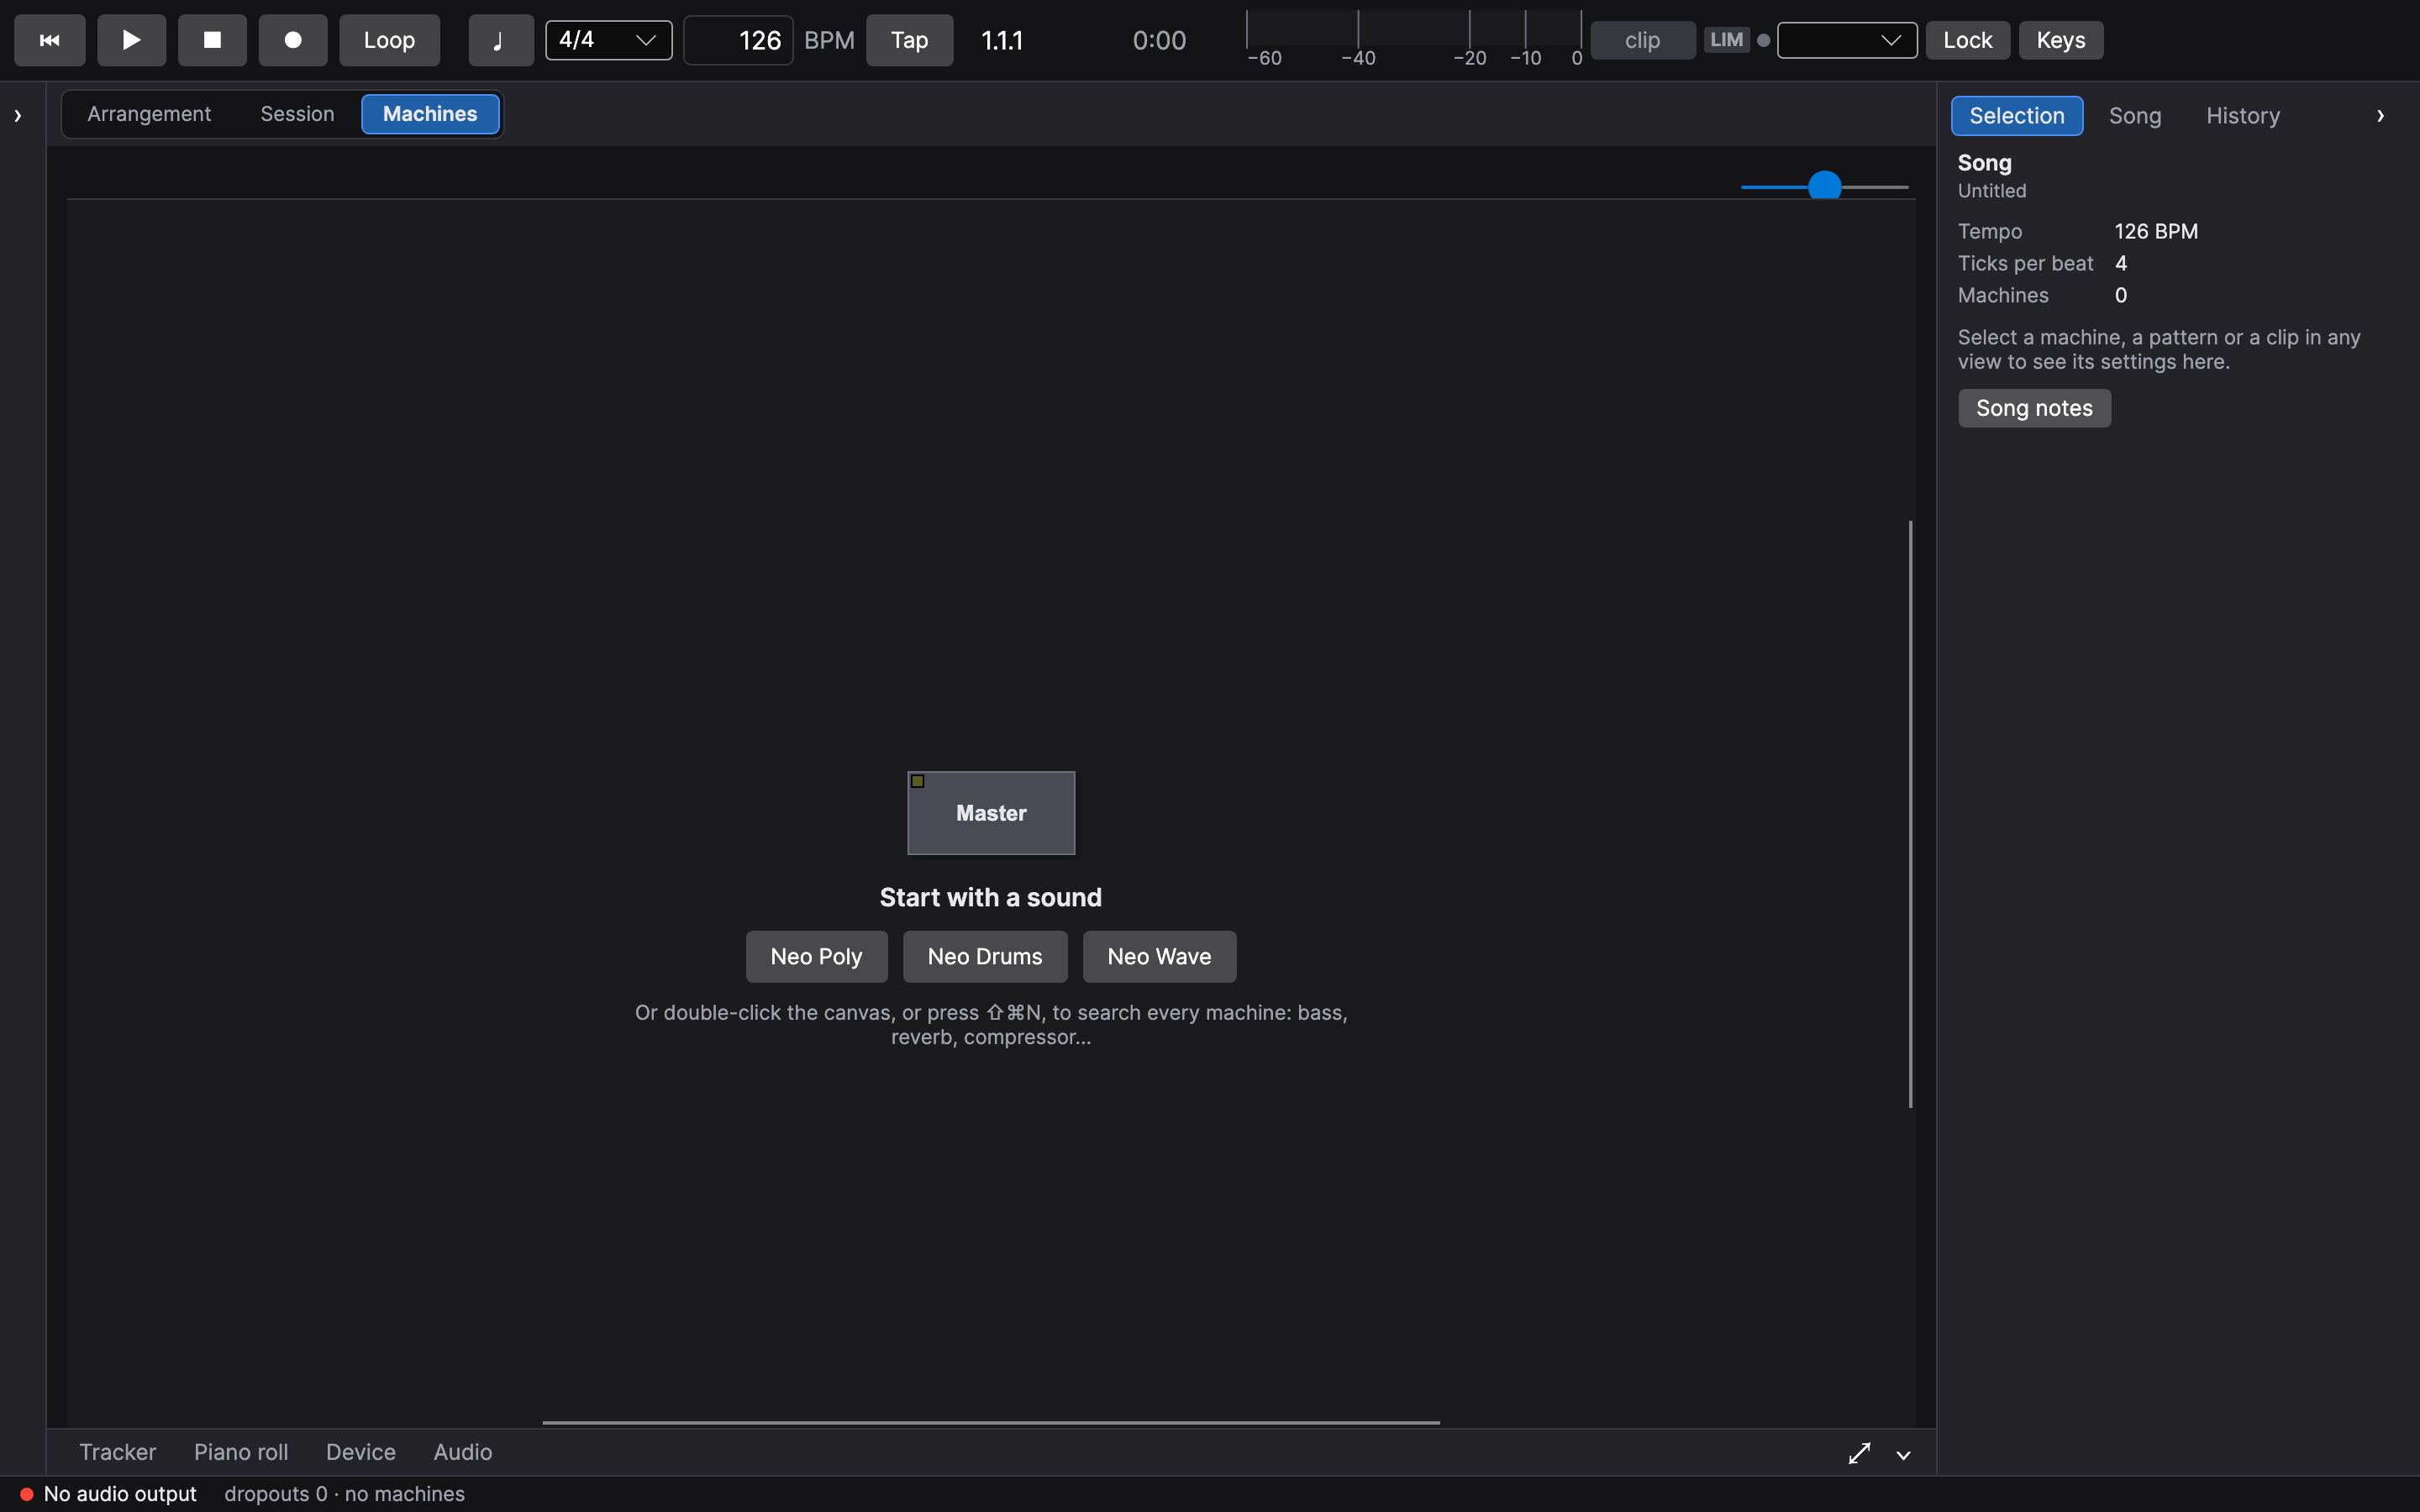 Loop
4/4
126 BPM
Tap
1.1.1
0:00
−60 −40 −20 −10 0
clip
LIM
Lock
Keys
Arrangement Session Machines
Selection Song History
Song
Untitled
Tempo 126 BPM
Ticks per beat 4
Machines 0
Select a machine, a pattern or a clip in any
view to see its settings here.
Song notes
Master
Start with a sound
Neo Poly Neo Drums Neo Wave
Or double-click the canvas, or press ⇧⌘N, to search every machine: bass,
reverb, compressor...
Tracker Piano roll Device Audio
No audio output dropouts 0 · no machines